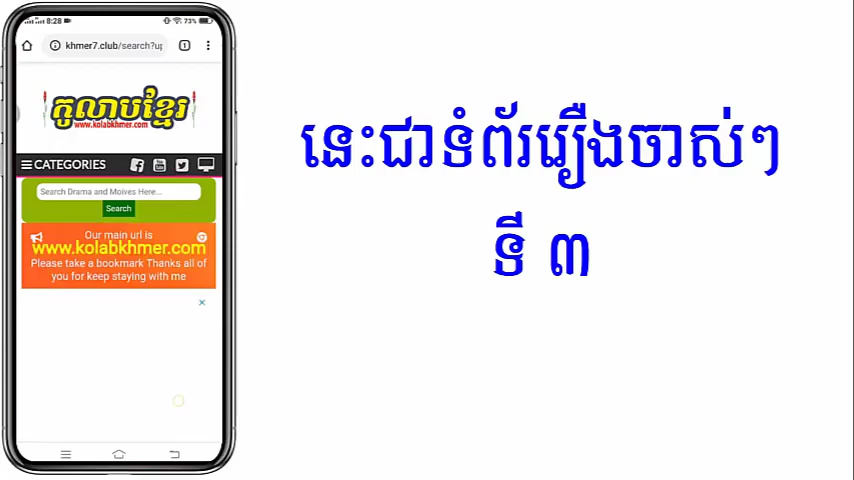 8:28
73%
khmer7.club/search?up
1
កូលាបខ្មែរ
www.kolabkhmer.com
CATEGORIES
Search Drama and Moives Here...
Search
Our main url is
www.kolabkhmer.com
Please take a bookmark Thanks all of
you for keep staying with me
នេះជាទំព័ររឿងចាស់ៗ
ទី ៣